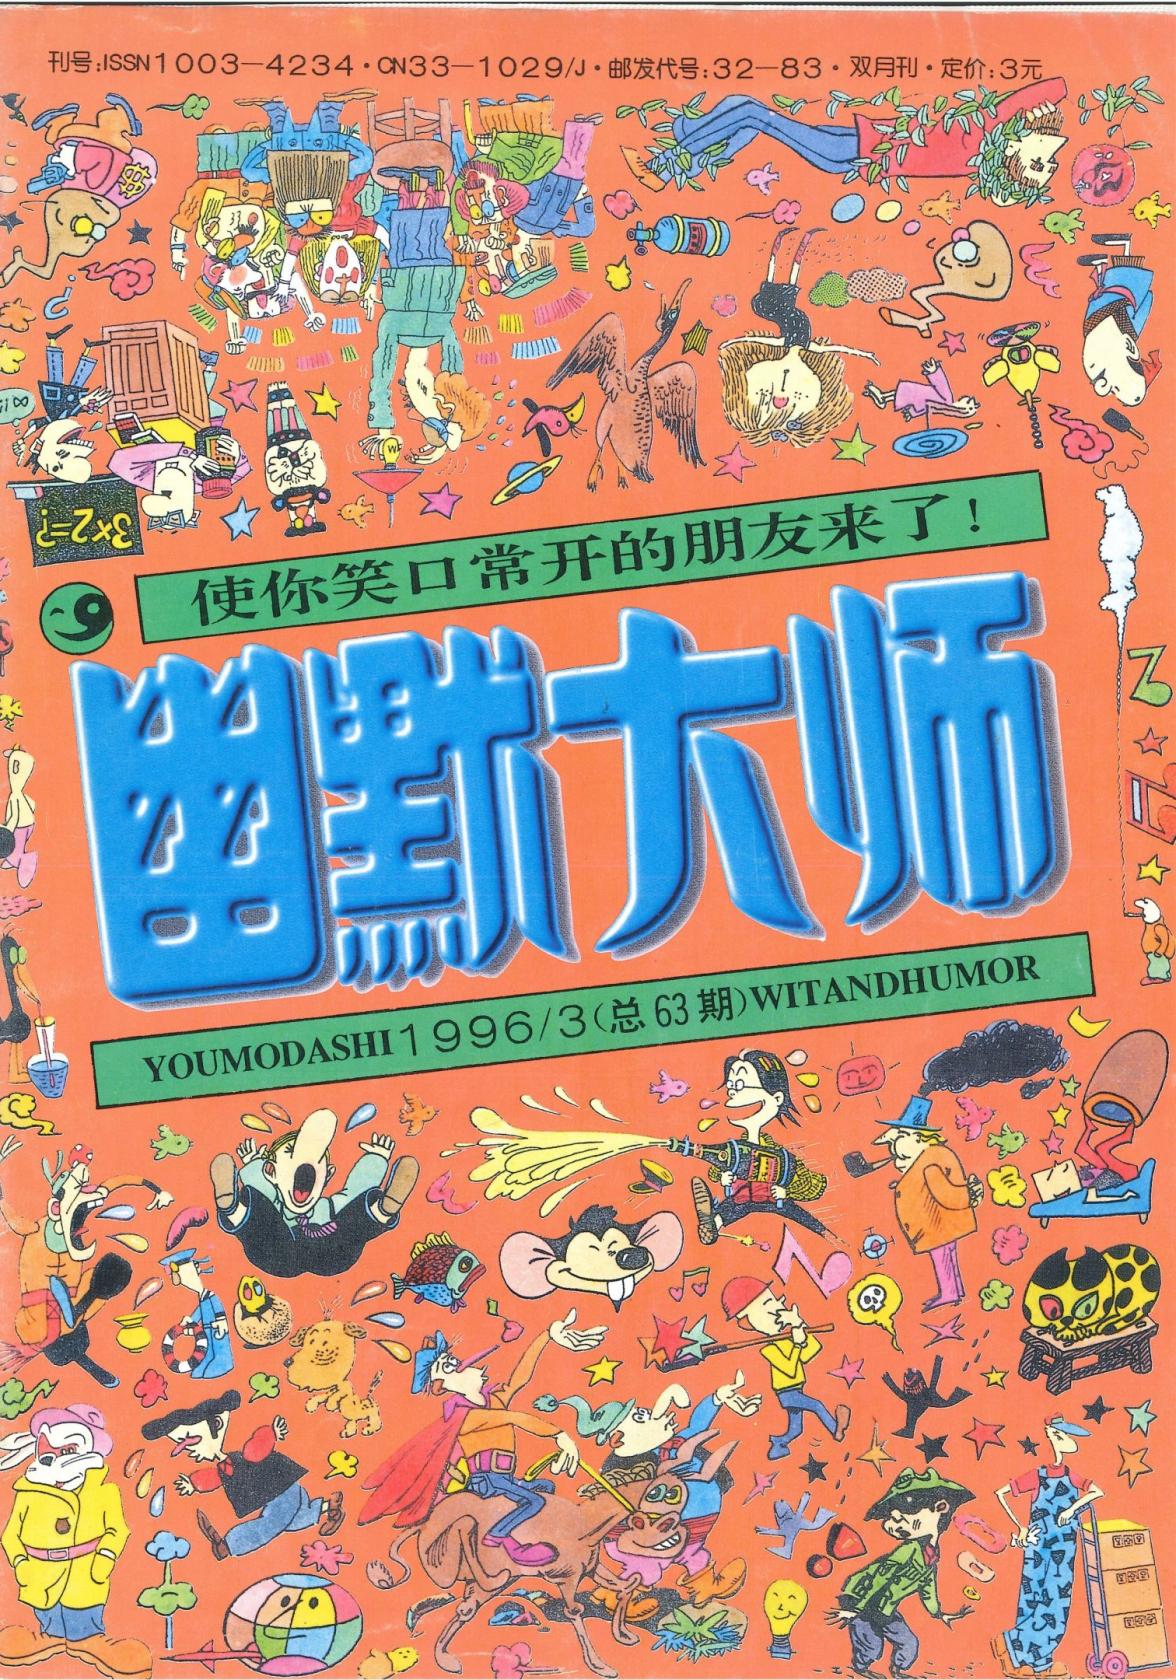 刊号:ISSN1003—4234·CN33—1029/J·邮发代号:32—83·双月刊·定价:3元
3×2=?
使你笑口常开的朋友来了!
幽默大师
YOUMODASHI1996/3(总63期)WITANDHUMOR